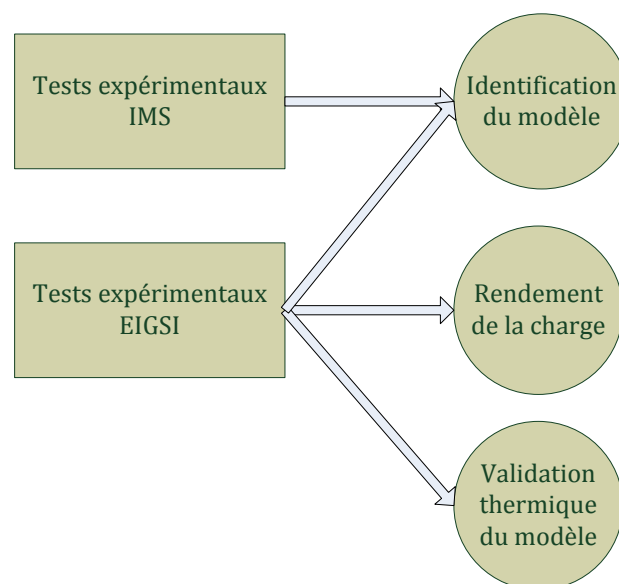 Tests expérimentaux
IMS
Identification
du modèle
Tests expérimentaux
EIGSI
Rendement
de la charge
Validation
thermique
du modèle